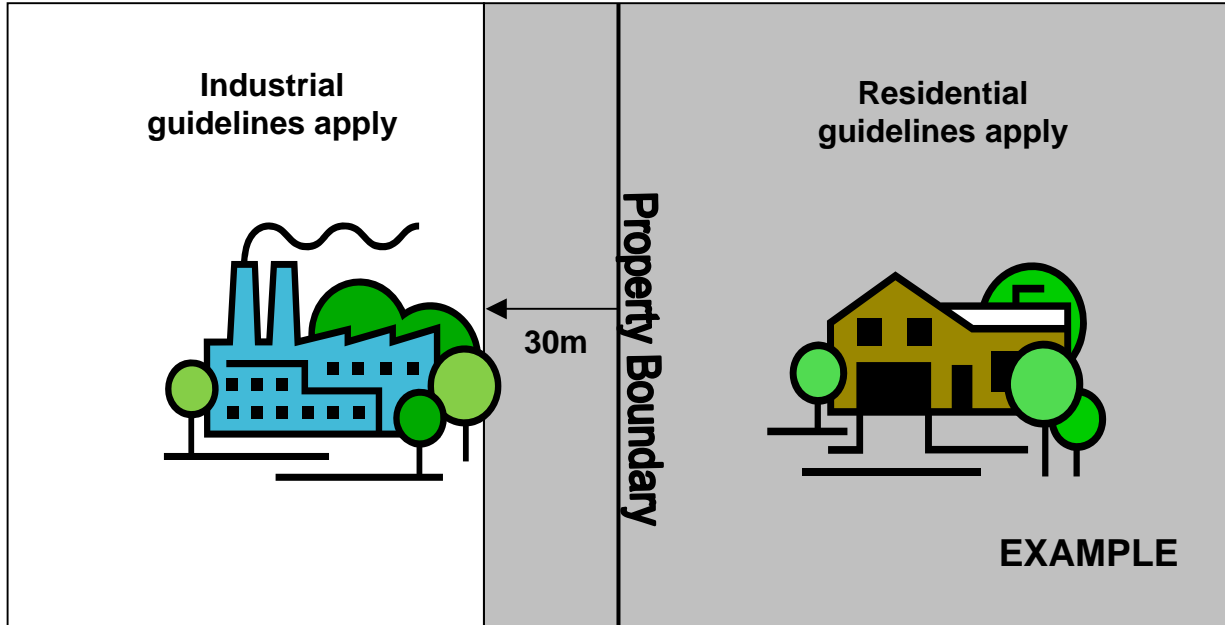 Industrial
guidelines apply
Residential
guidelines apply
30m
Property Boundary
EXAMPLE